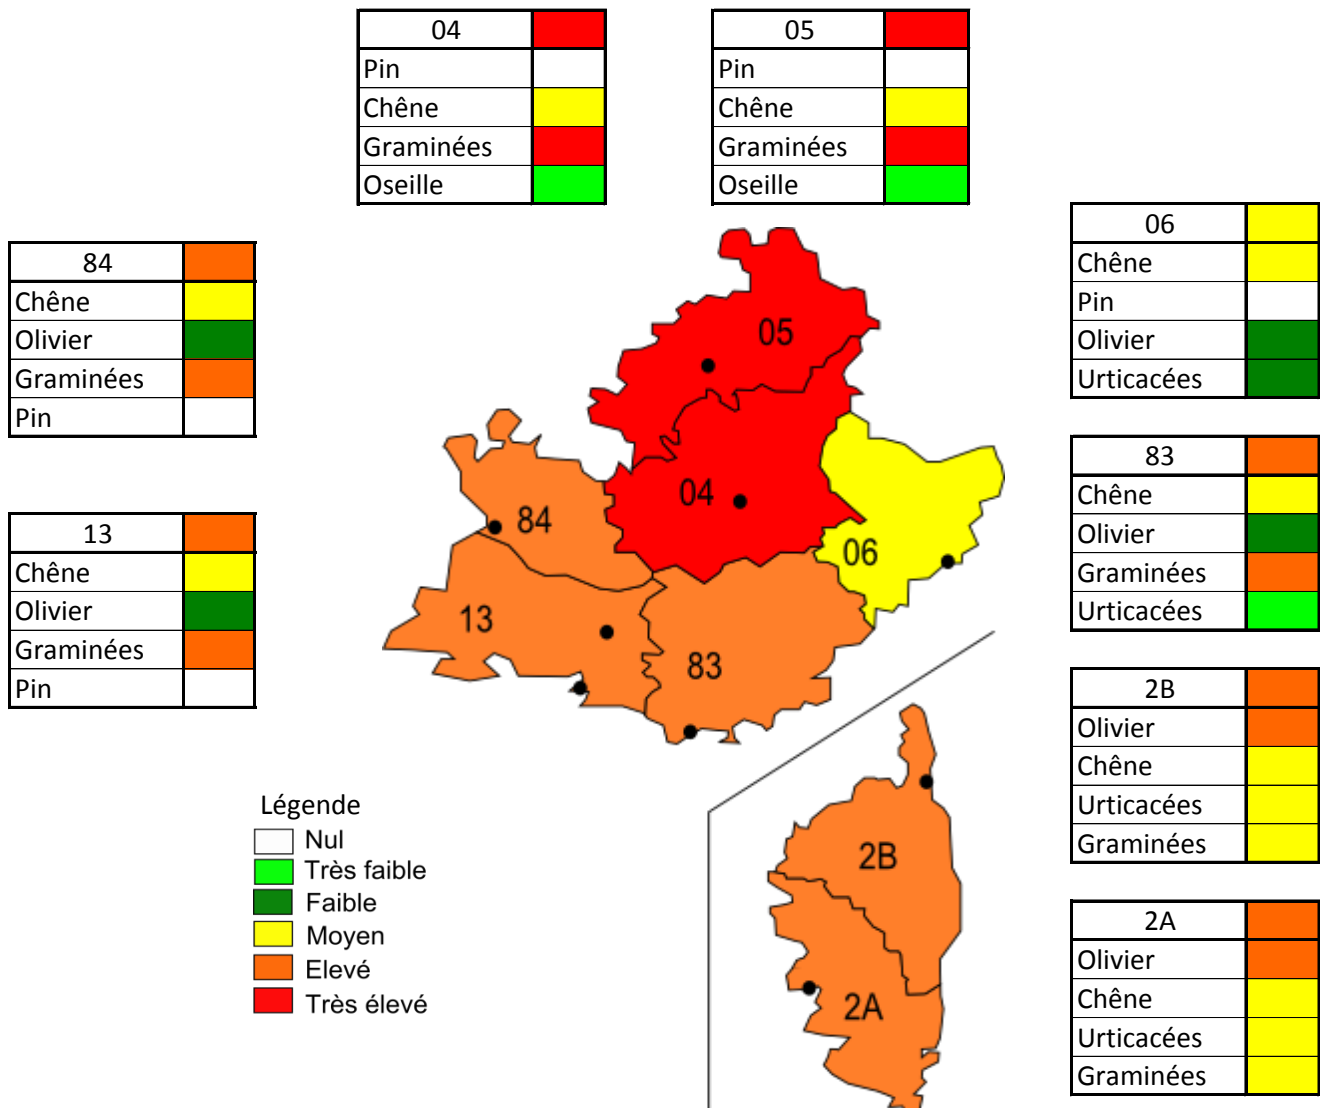 04
Pin
Chêne
Graminées
Oseille
05
Pin
Chêne
Graminées
Oseille
84
Chêne
Olivier
Graminées
Pin
13
Chêne
Olivier
Graminées
Pin
05
04
84
06
13
83
2B
2A
06
Chêne
Pin
Olivier
Urticacées
83
Chêne
Olivier
Graminées
Urticacées
2B
Olivier
Chêne
Urticacées
Graminées
2A
Olivier
Chêne
Urticacées
Graminées
Légende
Nul
Très faible
Faible
Moyen
Elevé
Très élevé